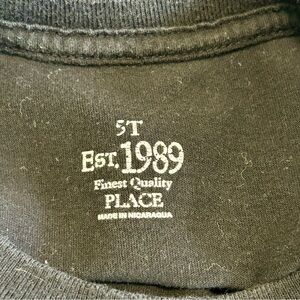 5T
EST. 1989
Finest Quality
PLACE
MADE IN NICARAGUA